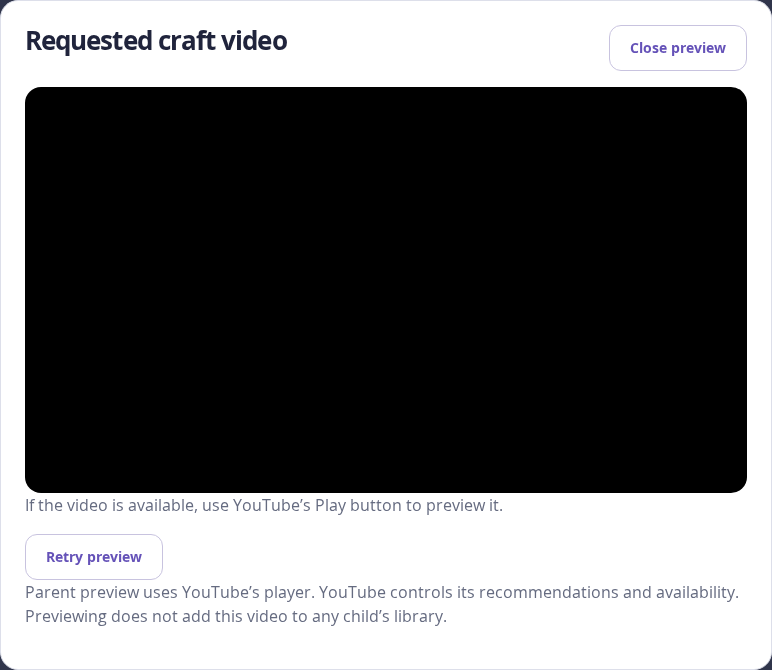 Requested craft video
Close preview
If the video is available, use YouTube’s Play button to preview it.
Retry preview
Parent preview uses YouTube’s player. YouTube controls its recommendations and availability.
Previewing does not add this video to any child’s library.